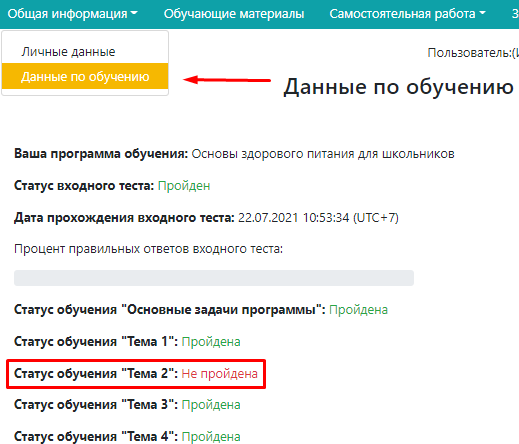 Общая информация Обучающие материалы Самостоятельная работа З
Личные данные
Пользователь:(И
Данные по обучению
Данные по обучению
Ваша программа обучения: Основы здорового питания для школьников
Статус входного теста: Пройден
Дата прохождения входного теста: 22.07.2021 10:53:34 (UTC+7)
Процент правильных ответов входного теста:
Статус обучения "Основные задачи программы": Пройдена
Статус обучения "Тема 1": Пройдена
Статус обучения "Тема 2": Не пройдена
Статус обучения "Тема 3": Пройдена
Статус обучения "Тема 4": Пройдена